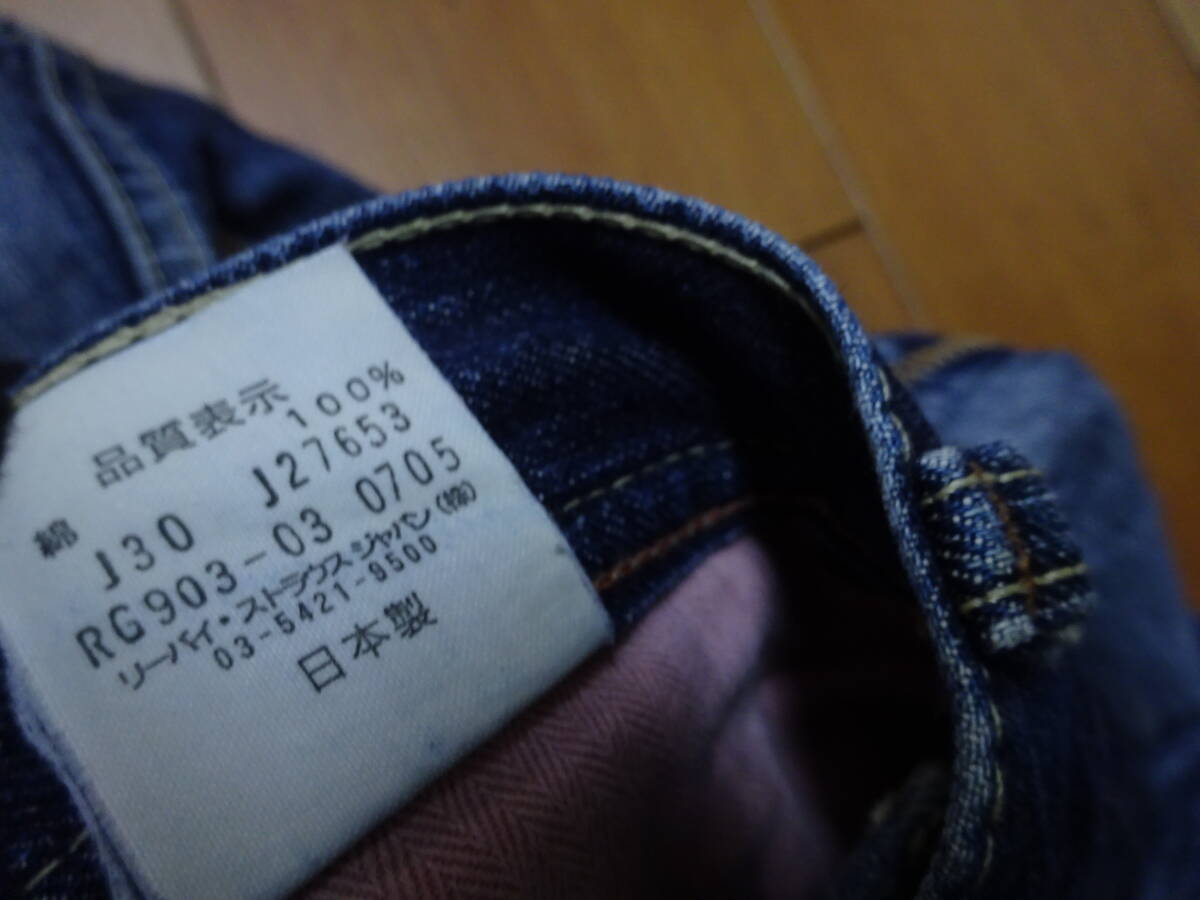 品質表示
綿 100%
J30 J27653
RG903-03 0705
リーバイ・ストラウス ジャパン(株)
03-5421-9500
日本製